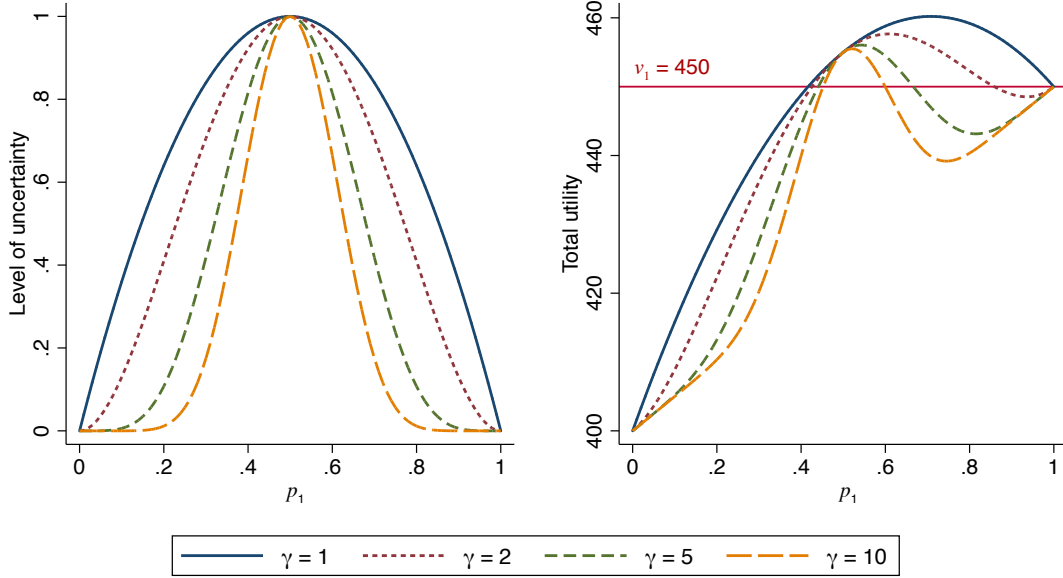 Level of uncertainty
1
.8
.6
.4
.2
0
0 .2 .4 .6 .8 1
p₁
Total utility
460
440
420
400
v₁ = 450
0 .2 .4 .6 .8 1
p₁
γ = 1 γ = 2 γ = 5 γ = 10